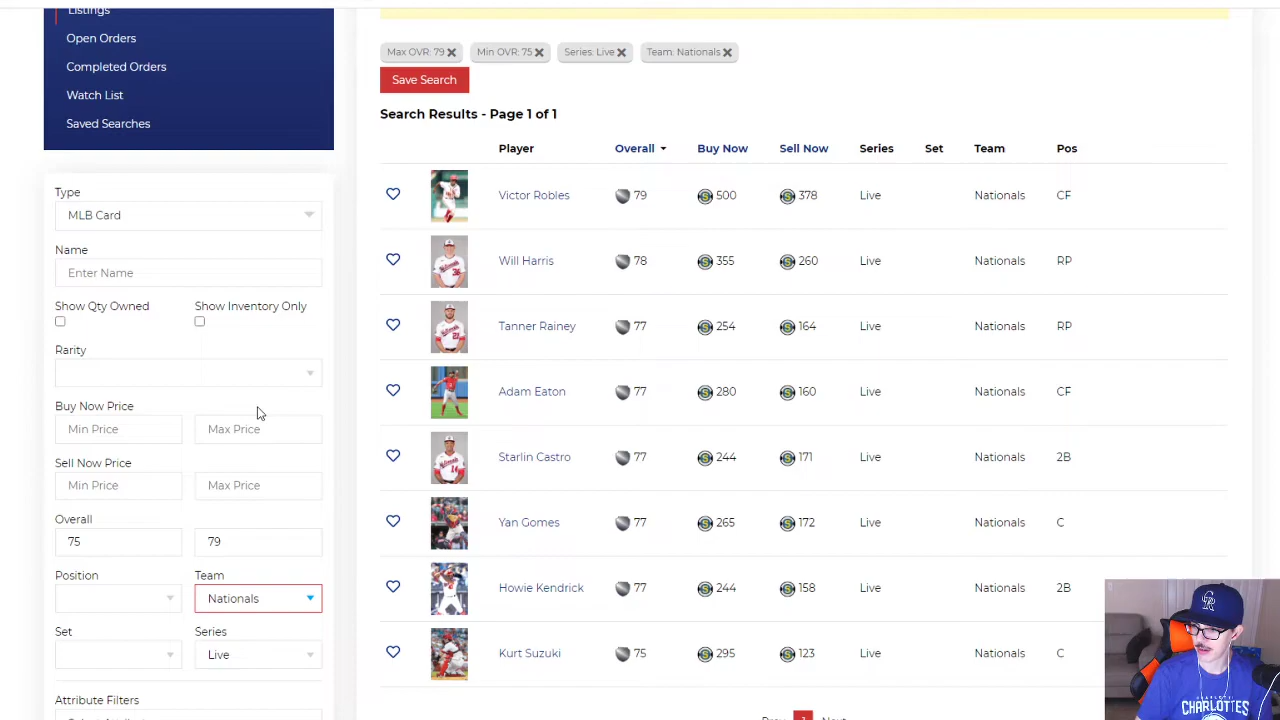 Listings
Open Orders
Completed Orders
Watch List
Saved Searches
Max OVR: 79 Min OVR: 75 Series: Live Team: Nationals
Save Search
Search Results - Page 1 of 1
Player Overall Buy Now Sell Now Series Set Team Pos
Victor Robles 79 500 378 Live Nationals CF
Will Harris 78 355 260 Live Nationals RP
Tanner Rainey 77 254 164 Live Nationals RP
Adam Eaton 77 280 160 Live Nationals CF
Starlin Castro 77 244 171 Live Nationals 2B
Yan Gomes 77 265 172 Live Nationals C
Howie Kendrick 77 244 158 Live Nationals 2B
Kurt Suzuki 75 295 123 Live Nationals C
Prev 1 Next
Type
MLB Card
Name
Enter Name
Show Qty Owned Show Inventory Only
Rarity
Buy Now Price
Min Price Max Price
Sell Now Price
Min Price Max Price
Overall
75 79
Position Team
Nationals
Set Series
Live
Attribute Filters
CR
CHARLOTTE